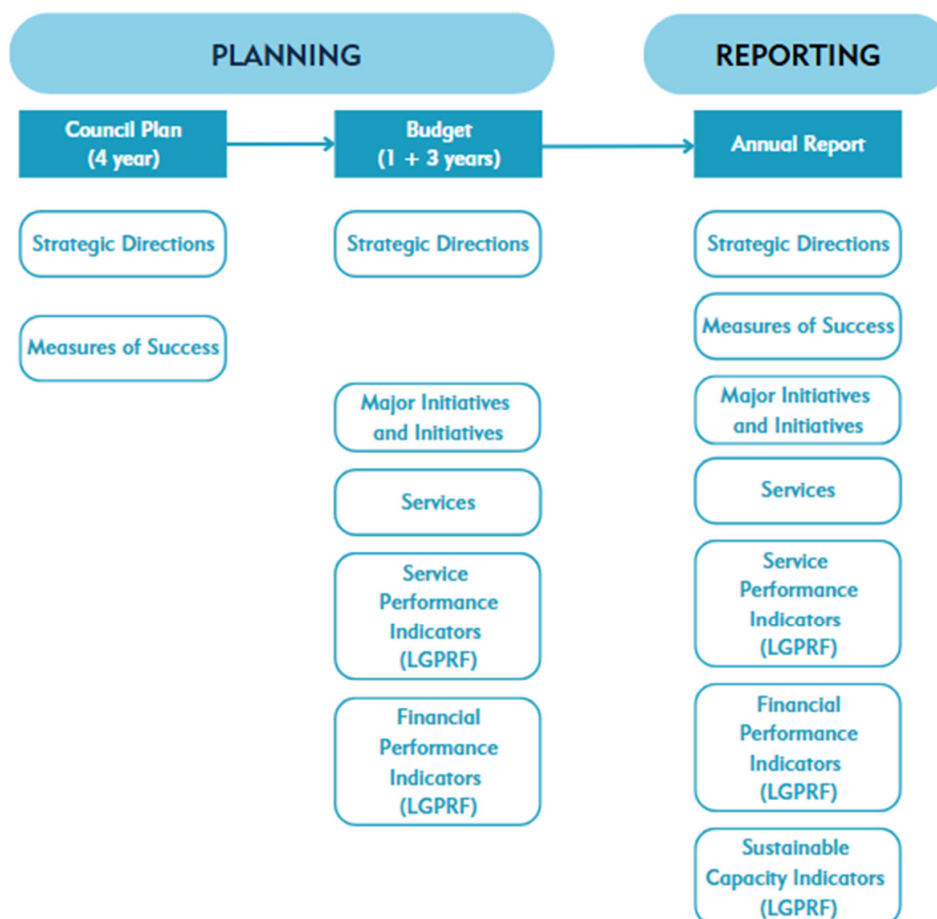 PLANNING
REPORTING
Council Plan
(4 year)
Budget
(1 + 3 years)
Annual Report
Strategic Directions
Measures of Success
Strategic Directions
Major Initiatives
and Initiatives
Services
Service
Performance
Indicators
(LGPRF)
Financial
Performance
Indicators
(LGPRF)
Strategic Directions
Measures of Success
Major Initiatives
and Initiatives
Services
Service
Performance
Indicators
(LGPRF)
Financial
Performance
Indicators
(LGPRF)
Sustainable
Capacity Indicators
(LGPRF)